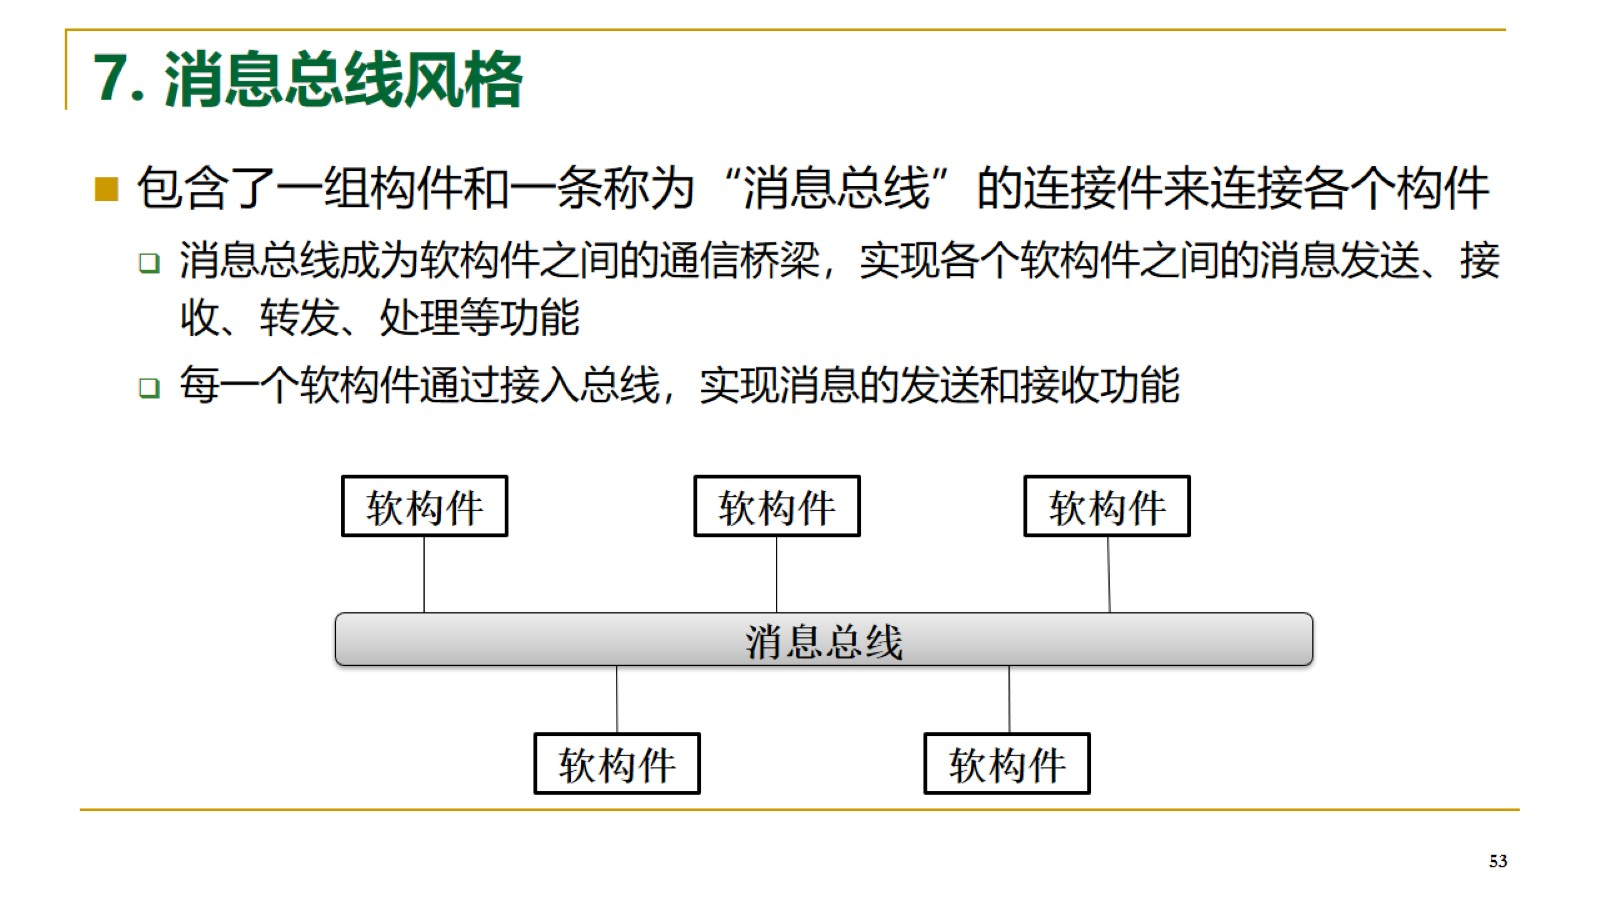 7. 消息总线风格
包含了一组构件和一条称为“消息总线”的连接件来连接各个构件
消息总线成为软构件之间的通信桥梁，实现各个软构件之间的消息发送、接
收、转发、处理等功能
每一个软构件通过接入总线，实现消息的发送和接收功能
软构件 软构件 软构件
消息总线
软构件 软构件
53